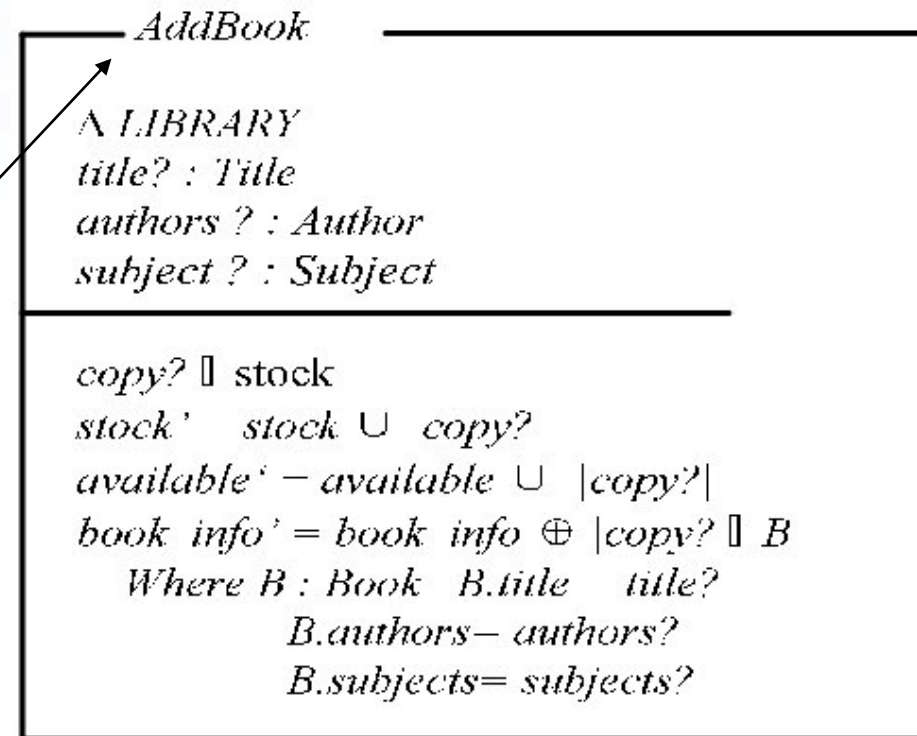 AddBook
Λ LIBRARY
title? : Title
authors ? : Author
subject ? : Subject
copy? ▯ stock
stock’ stock ∪ copy?
available‘ – available ∪ |copy?|
book info’ = book info ⊕ |copy? ▯ B
Where B : Book B.title title?
B.authors– authors?
B.subjects= subjects?